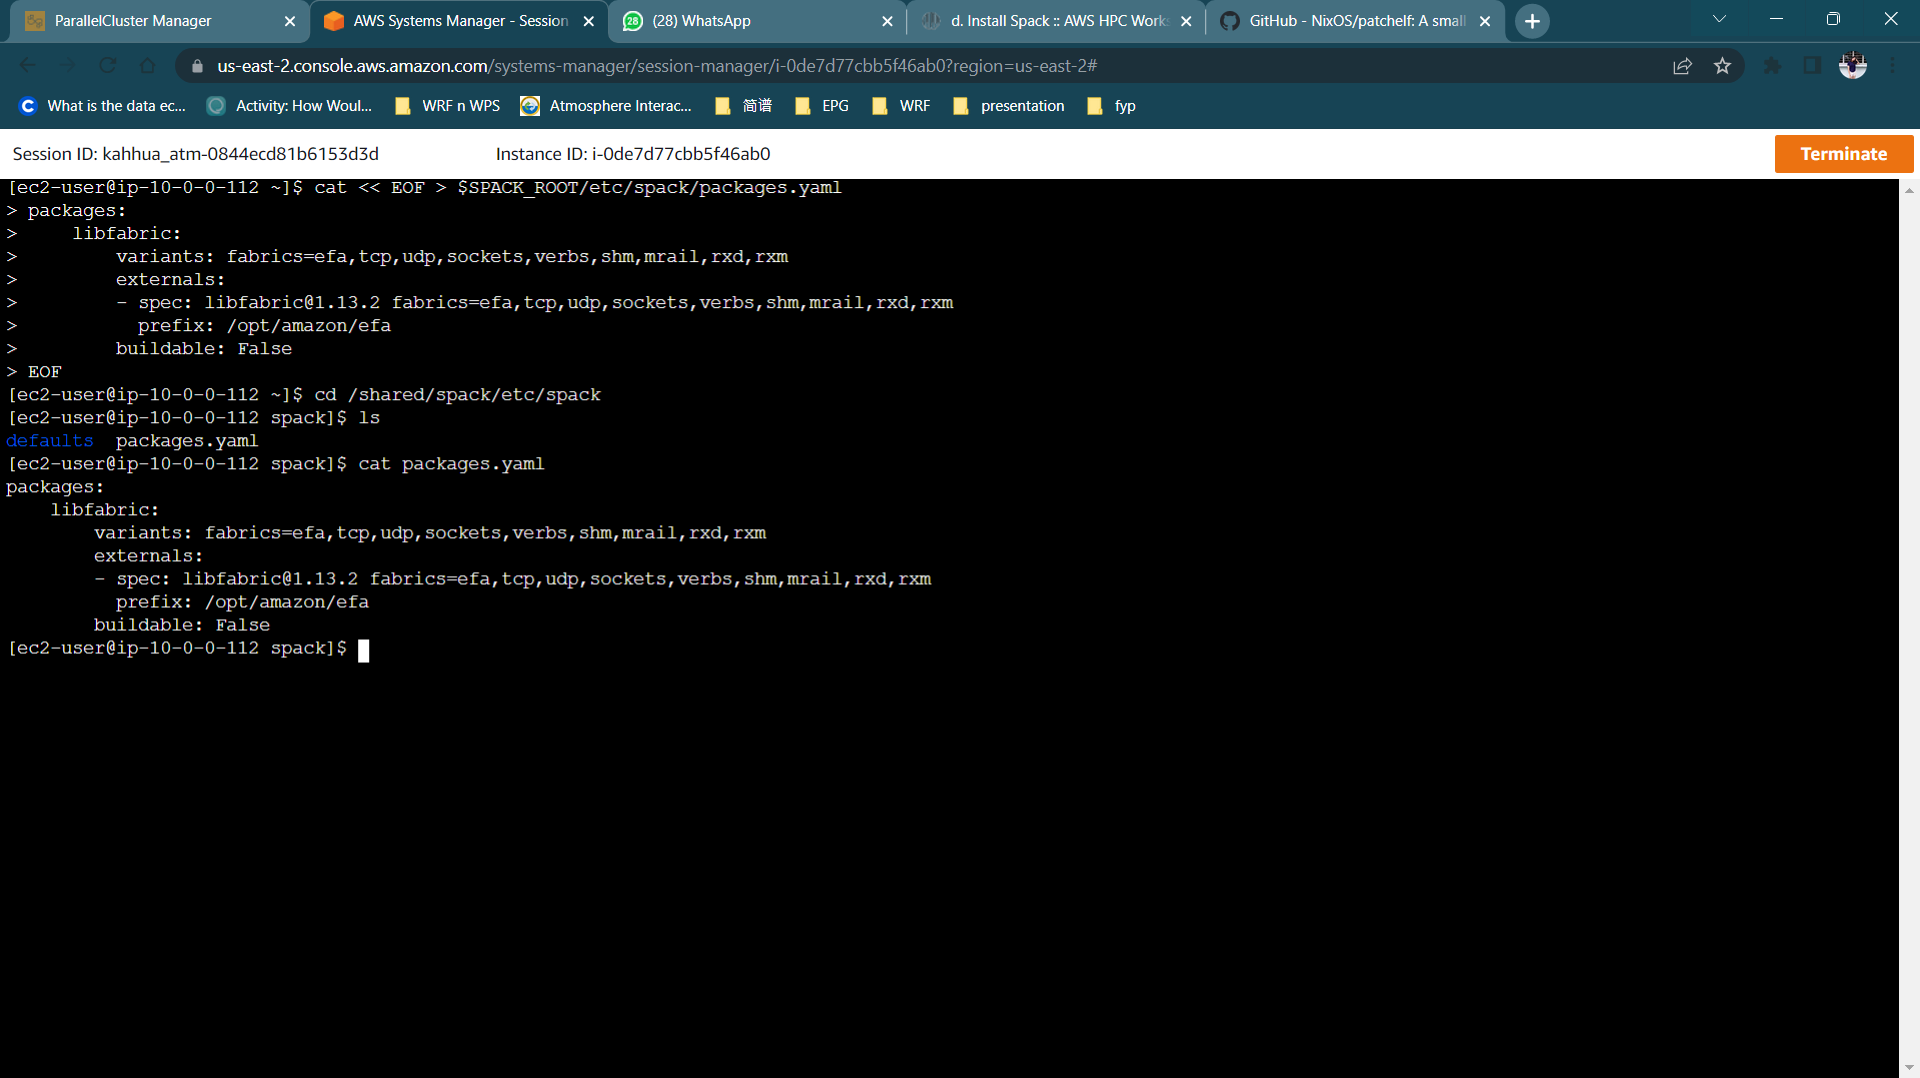 ParallelCluster Manager
AWS Systems Manager - Session
(28) WhatsApp
d. Install Spack :: AWS HPC Works
GitHub - NixOS/patchelf: A small
us-east-2.console.aws.amazon.com/systems-manager/session-manager/i-0de7d77cbb5f46ab0?region=us-east-2#
What is the data ec...
Activity: How Woul...
WRF n WPS
Atmosphere Interac...
简谱
EPG
WRF
presentation
fyp
Session ID: kahhua_atm-0844ecd81b6153d3d
Instance ID: i-0de7d77cbb5f46ab0
Terminate
[ec2-user@ip-10-0-0-112 ~]$ cat << EOF > $SPACK_ROOT/etc/spack/packages.yaml
> packages:
>     libfabric:
>         variants: fabrics=efa,tcp,udp,sockets,verbs,shm,mrail,rxd,rxm
>         externals:
>         - spec: libfabric@1.13.2 fabrics=efa,tcp,udp,sockets,verbs,shm,mrail,rxd,rxm
>           prefix: /opt/amazon/efa
>         buildable: False
> EOF
[ec2-user@ip-10-0-0-112 ~]$ cd /shared/spack/etc/spack
[ec2-user@ip-10-0-0-112 spack]$ ls
defaults  packages.yaml
[ec2-user@ip-10-0-0-112 spack]$ cat packages.yaml
packages:
    libfabric:
        variants: fabrics=efa,tcp,udp,sockets,verbs,shm,mrail,rxd,rxm
        externals:
        - spec: libfabric@1.13.2 fabrics=efa,tcp,udp,sockets,verbs,shm,mrail,rxd,rxm
          prefix: /opt/amazon/efa
        buildable: False
[ec2-user@ip-10-0-0-112 spack]$